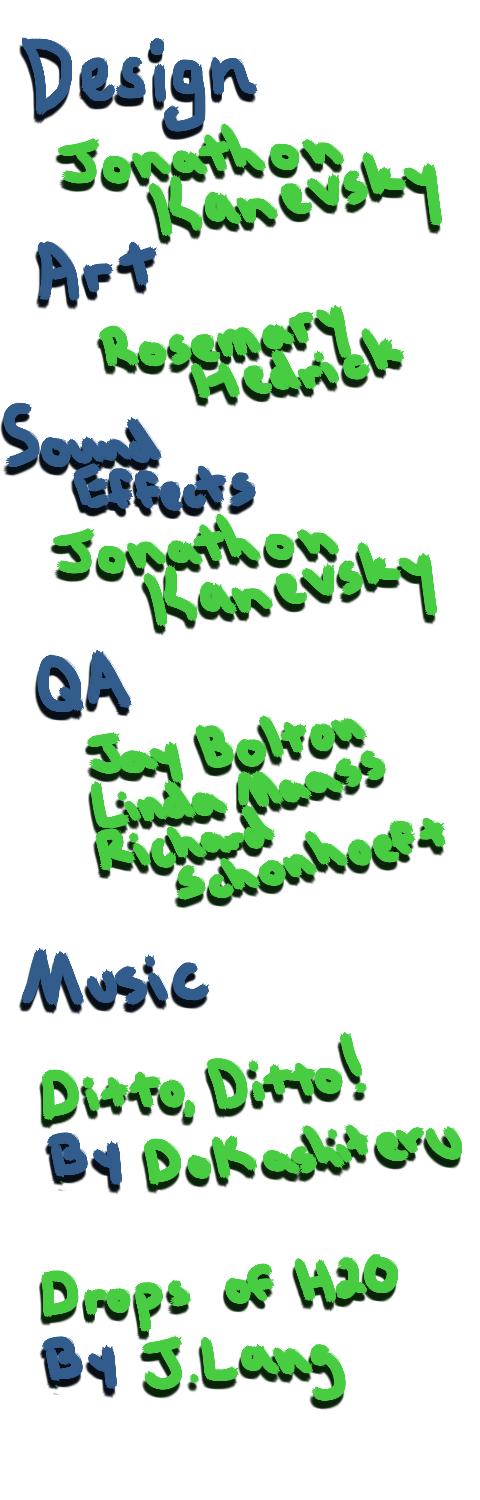 Design
Jonathon
Kanevsky
Art
Rosemary
Hedrick
Sound
Effects
Jonathon
Kanevsky
QA
Jay Bolton
Linda Maass
Richard
Schonhoeft
Music
Ditto, Ditto!
By DoKashiteru
Drops of H2O
By J.Lang